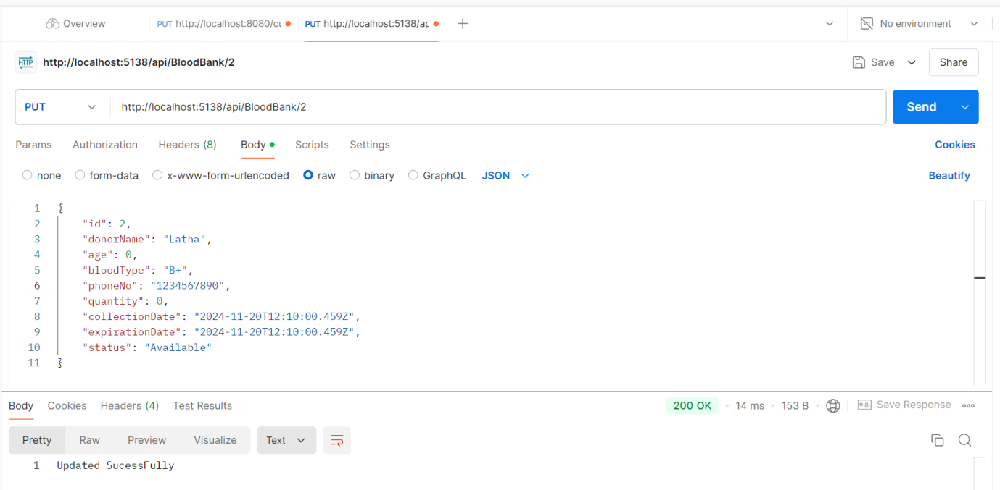 Overview PUT http://localhost:8080/cu PUT http://localhost:5138/ap No environment
HTTP http://localhost:5138/api/BloodBank/2 Save Share
PUT http://localhost:5138/api/BloodBank/2 Send
Params Authorization Headers (8) Body Scripts Settings Cookies
none form-data x-www-form-urlencoded raw binary GraphQL JSON Beautify
1 {
2 "id": 2,
3 "donorName": "Latha",
4 "age": 0,
5 "bloodType": "B+",
6 "phoneNo": "1234567890",
7 "quantity": 0,
8 "collectionDate": "2024-11-20T12:10:00.459Z",
9 "expirationDate": "2024-11-20T12:10:00.459Z",
10 "status": "Available"
11 }
Body Cookies Headers (4) Test Results 200 OK 14 ms 153 B e.g. Save Response
Pretty Raw Preview Visualize Text
1 Updated SucessFully